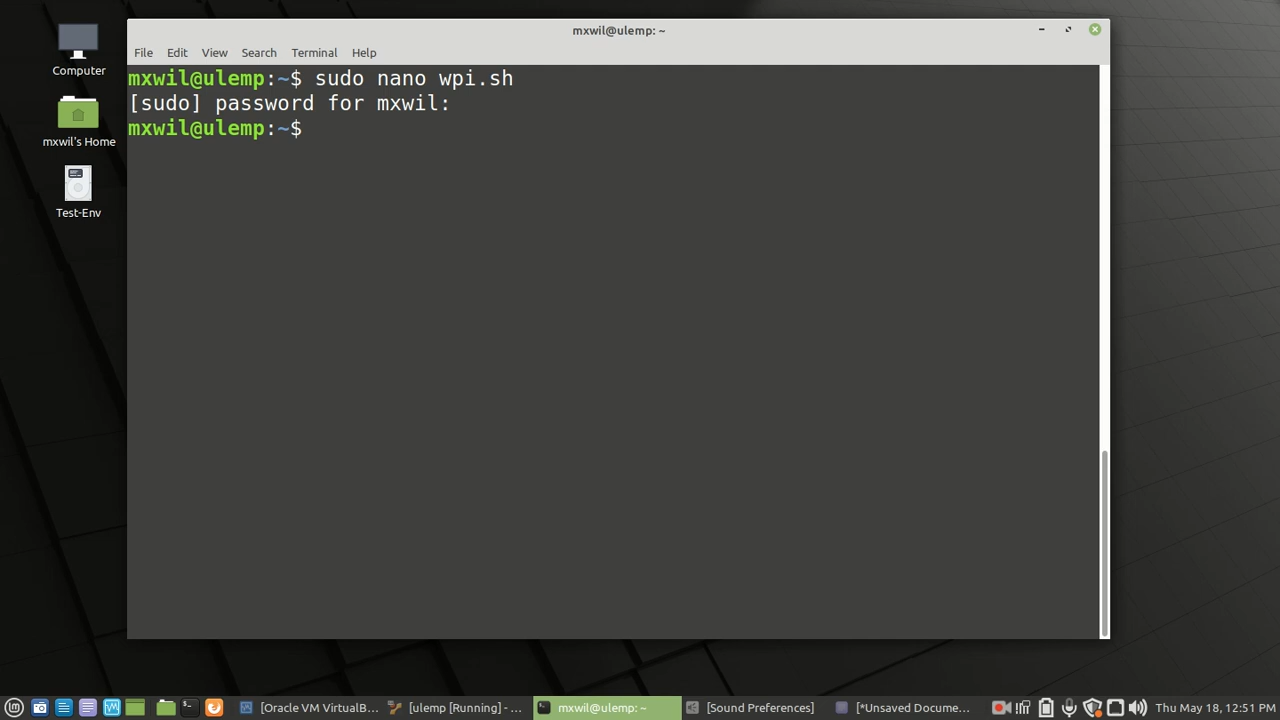 mxwil@ulemp: ~
File Edit View Search Terminal Help
Computer
mxwil's Home
Test-Env
mxwil@ulemp:~$ sudo nano wpi.sh
[sudo] password for mxwil:
mxwil@ulemp:~$
[Oracle VM VirtualB... [ulemp [Running] - ... mxwil@ulemp: ~ [Sound Preferences] [*Unsaved Docume... Thu May 18, 12:51 PM